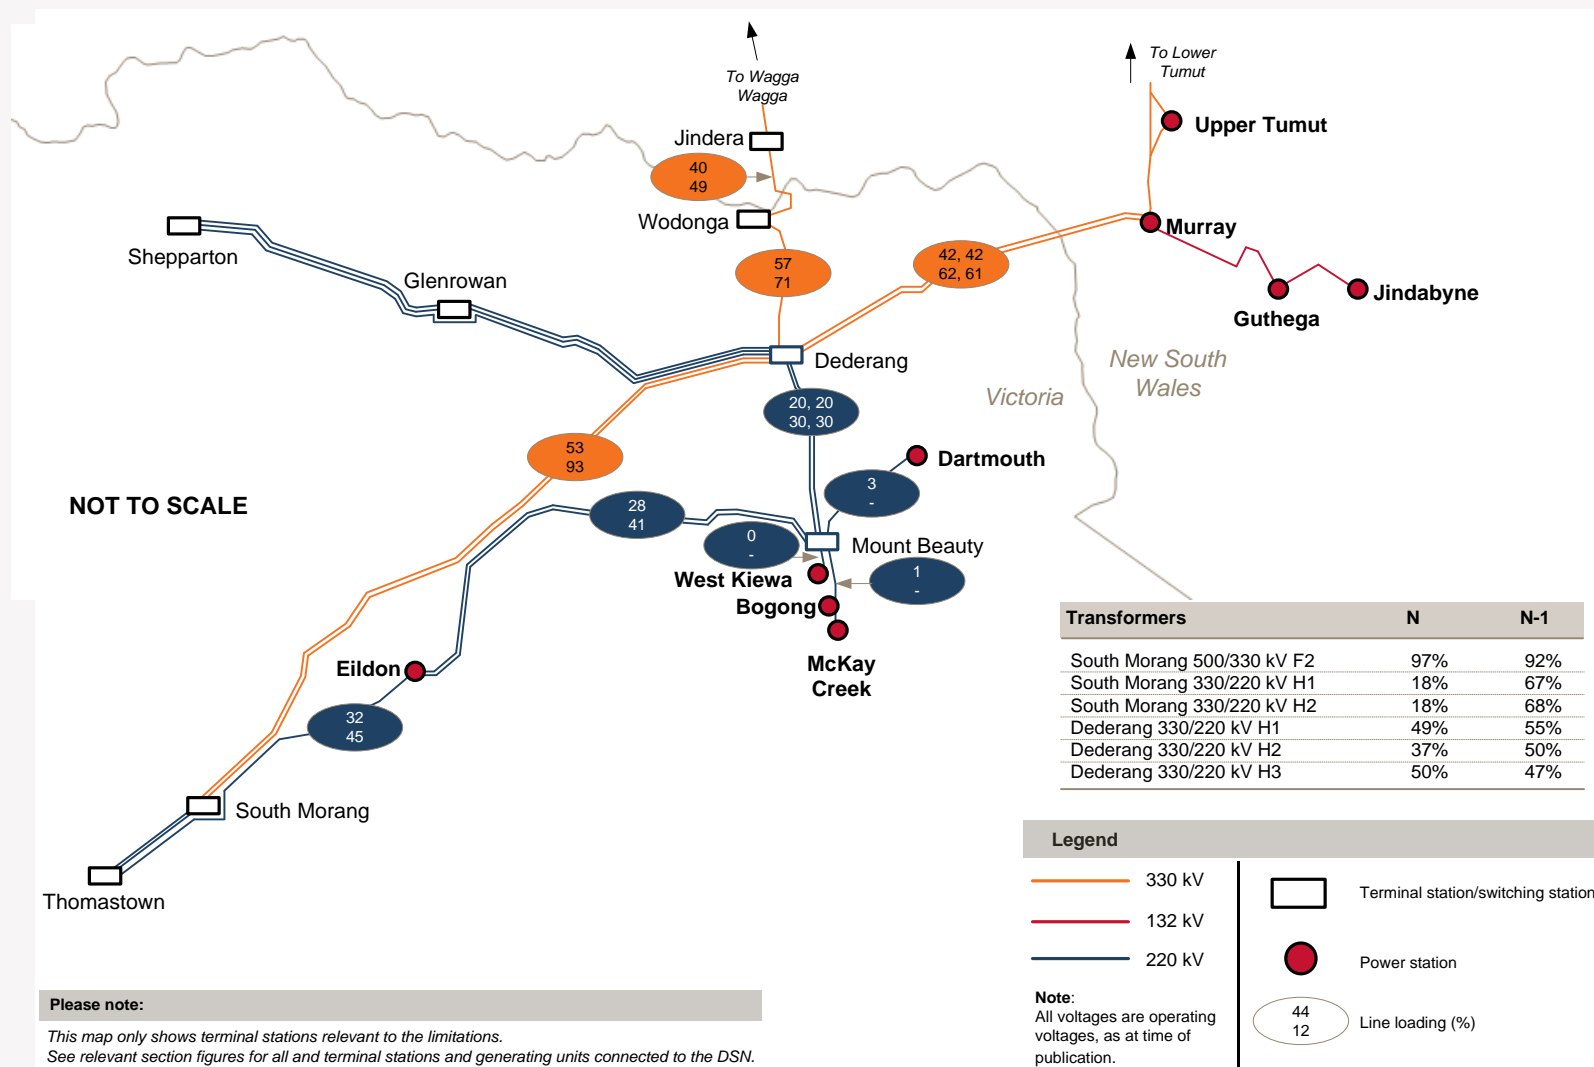 To Wagga
Wagga
To Lower
Tumut
Upper Tumut
Jindera
40
49
Wodonga
Murray
Shepparton
57
71
42, 42
62, 61
Glenrowan
Jindabyne
Guthega
Dederang
New South
Wales
Victoria
20, 20
30, 30
53
93
Dartmouth
3
-
NOT TO SCALE
28
41
0
-
Mount Beauty
West Kiewa
1
-
Bogong
McKay
Creek
Eildon
32
45
South Morang
Thomastown
Transformers N N-1
South Morang 500/330 kV F2 97% 92%
South Morang 330/220 kV H1 18% 67%
South Morang 330/220 kV H2 18% 68%
Dederang 330/220 kV H1 49% 55%
Dederang 330/220 kV H2 37% 50%
Dederang 330/220 kV H3 50% 47%
Legend
330 kV
132 kV
220 kV
Note:
All voltages are operating
voltages, as at time of
publication.
Terminal station/switching station
Power station
44
12
Line loading (%)
Please note:
This map only shows terminal stations relevant to the limitations.
See relevant section figures for all and terminal stations and generating units connected to the DSN.